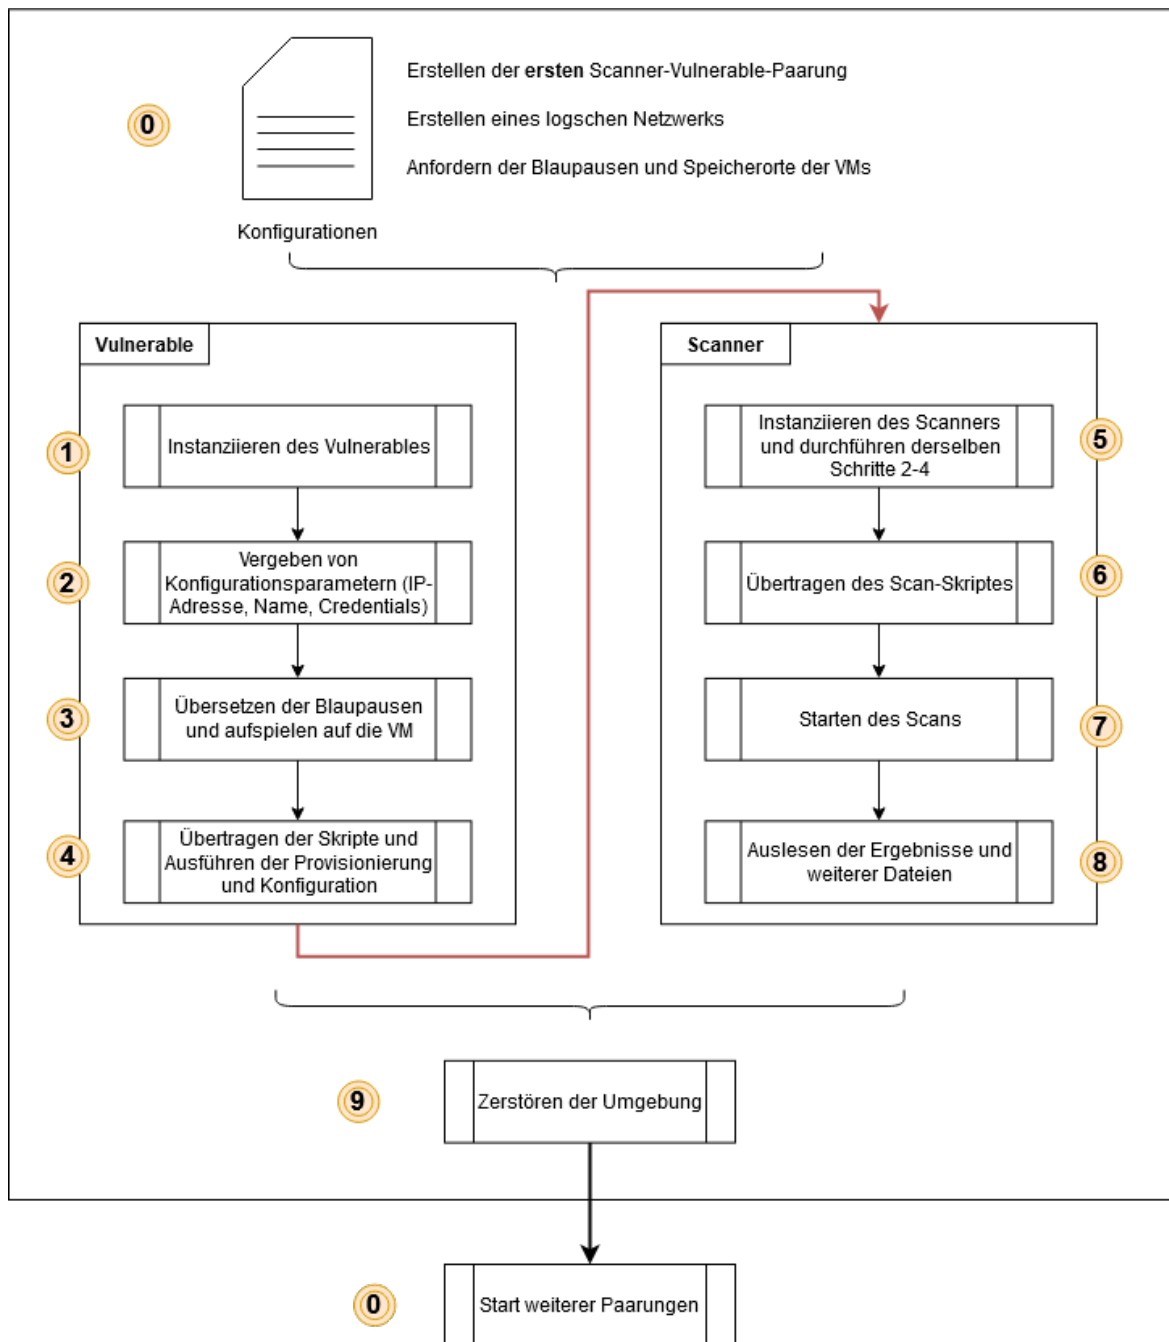 Erstellen der ersten Scanner-Vulnerable-Paarung
0
Erstellen eines logschen Netzwerks
Anfordern der Blaupausen und Speicherorte der VMs
Konfigurationen
Vulnerable
1
Instanziieren des Vulnerables
2
Vergeben von
Konfigurationsparametern (IP-
Adresse, Name, Credentials)
3
Übersetzen der Blaupausen
und aufspielen auf die VM
4
Übertragen der Skripte und
Ausführen der Provisionierung
und Konfiguration
Scanner
Instanziieren des Scanners
und durchführen derselben
Schritte 2-4
5
Übertragen des Scan-Skriptes
6
Starten des Scans
7
Auslesen der Ergebnisse und
weiterer Dateien
8
9
Zerstören der Umgebung
0
Start weiterer Paarungen